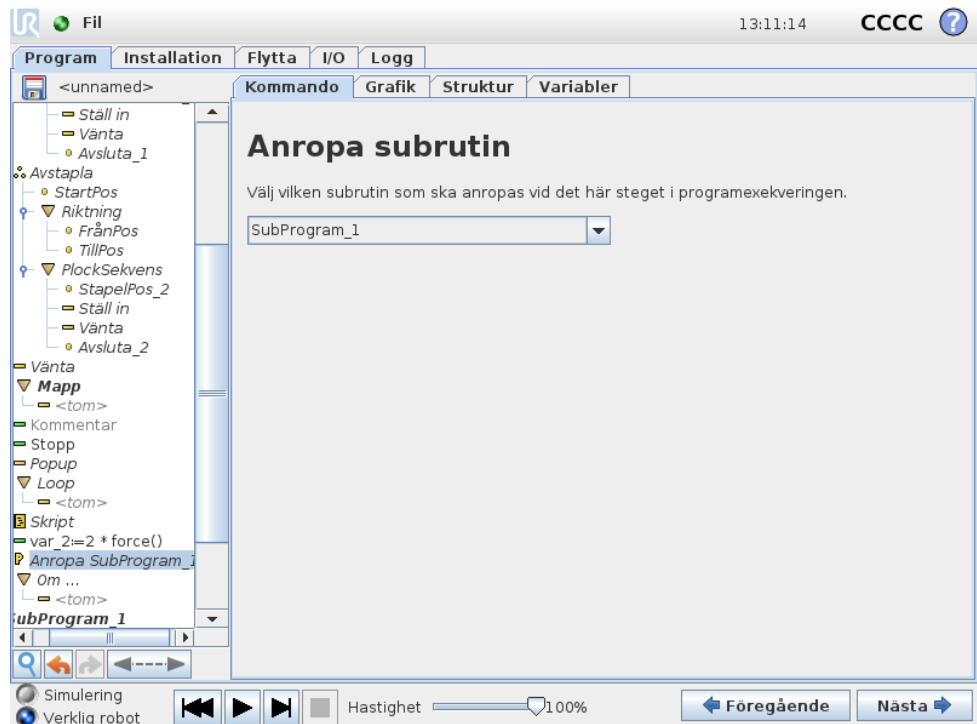 UR Fil 13:11:14 CCCC ?
Program Installation Flytta I/O Logg
<unnamed>
Kommando Grafik Struktur Variabler
Ställ in
Vänta
Avsluta_1
Avstapla
StartPos
Riktning
FrånPos
TillPos
PlockSekvens
StapelPos_2
Ställ in
Vänta
Avsluta_2
Vänta
Mapp
<tom>
Kommentar
Stopp
Popup
Loop
<tom>
Skript
var_2:=2 * force()
Anropa SubProgram_1
Om ...
<tom>
SubProgram_1
Anropa subrutin
Välj vilken subrutin som ska anropas vid det här steget i programexekveringen.
SubProgram_1
Simulering
Verklig robot
Hastighet 100%
Föregående Nästa